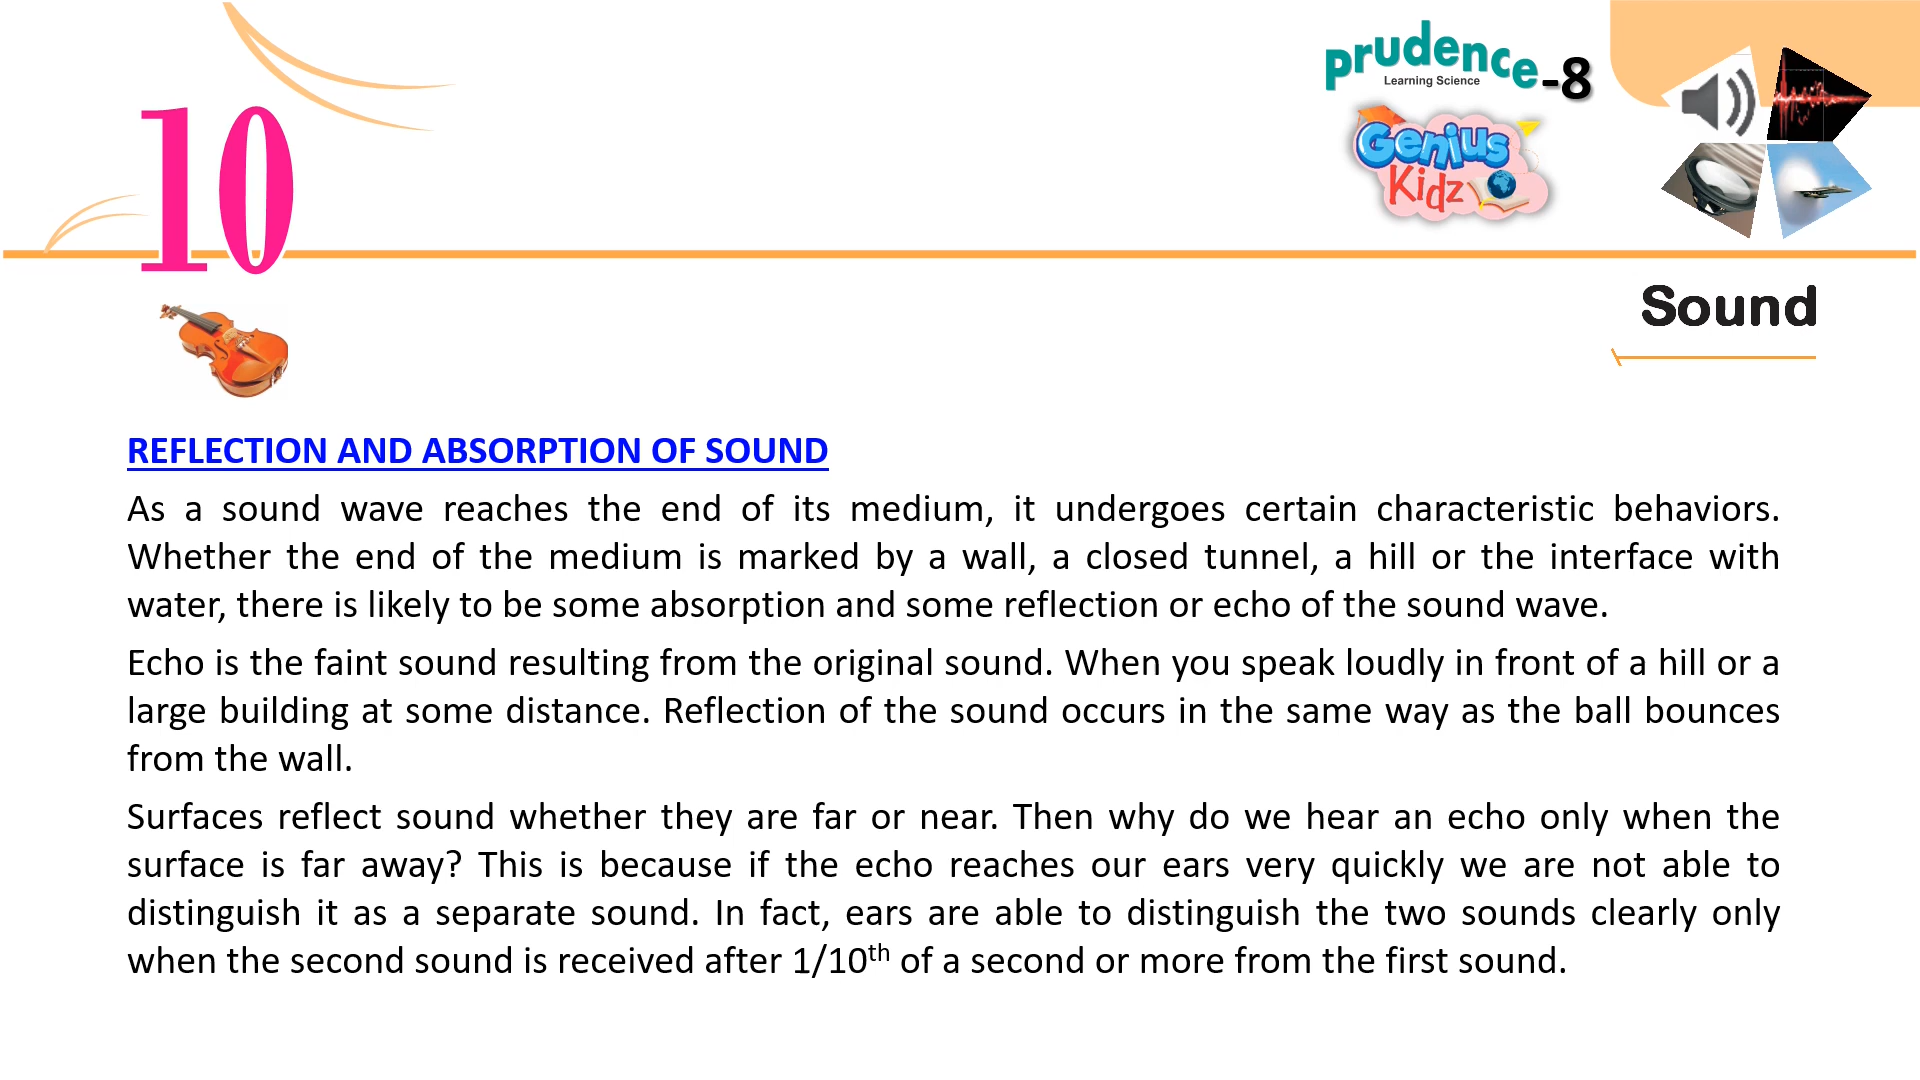 prudence-8
Learning Science
Genius
Kidz
10
Sound
REFLECTION AND ABSORPTION OF SOUND
As a sound wave reaches the end of its medium, it undergoes certain characteristic behaviors.
Whether the end of the medium is marked by a wall, a closed tunnel, a hill or the interface with
water, there is likely to be some absorption and some reflection or echo of the sound wave.
Echo is the faint sound resulting from the original sound. When you speak loudly in front of a hill or a
large building at some distance. Reflection of the sound occurs in the same way as the ball bounces
from the wall.
Surfaces reflect sound whether they are far or near. Then why do we hear an echo only when the
surface is far away? This is because if the echo reaches our ears very quickly we are not able to
distinguish it as a separate sound. In fact, ears are able to distinguish the two sounds clearly only
when the second sound is received after 1/10th of a second or more from the first sound.